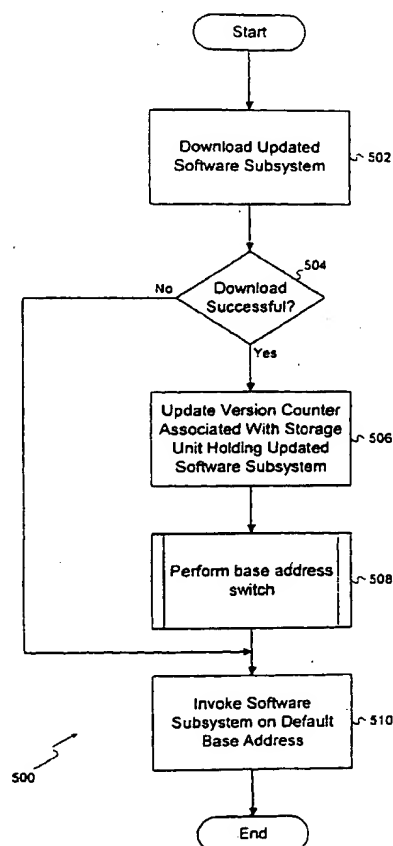 Start
Download Updated
Software Subsystem
502
504
Download
Successful?
No
Yes
Update Version Counter
Associated With Storage
Unit Holding Updated
Software Subsystem
506
Perform base address
switch
508
Invoke Software
Subsystem on Default
Base Address
510
500
End